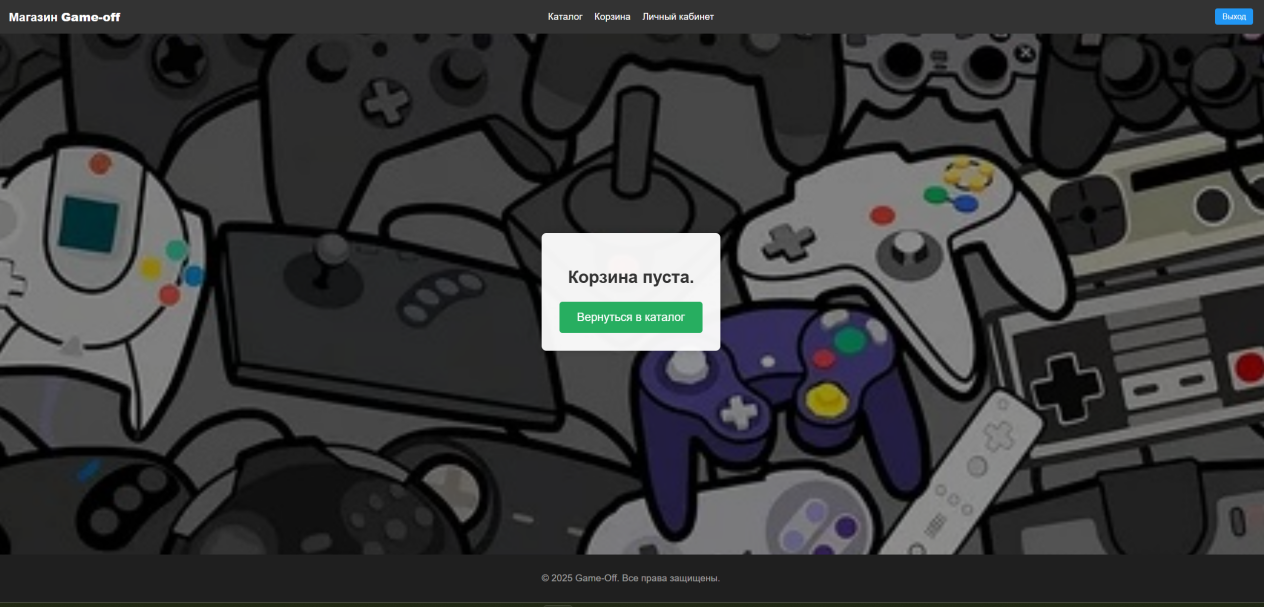 Магазин Game-off
Каталог Корзина Личный кабинет
Выход
Корзина пуста.
Вернуться в каталог
© 2025 Game-Off. Все права защищены.